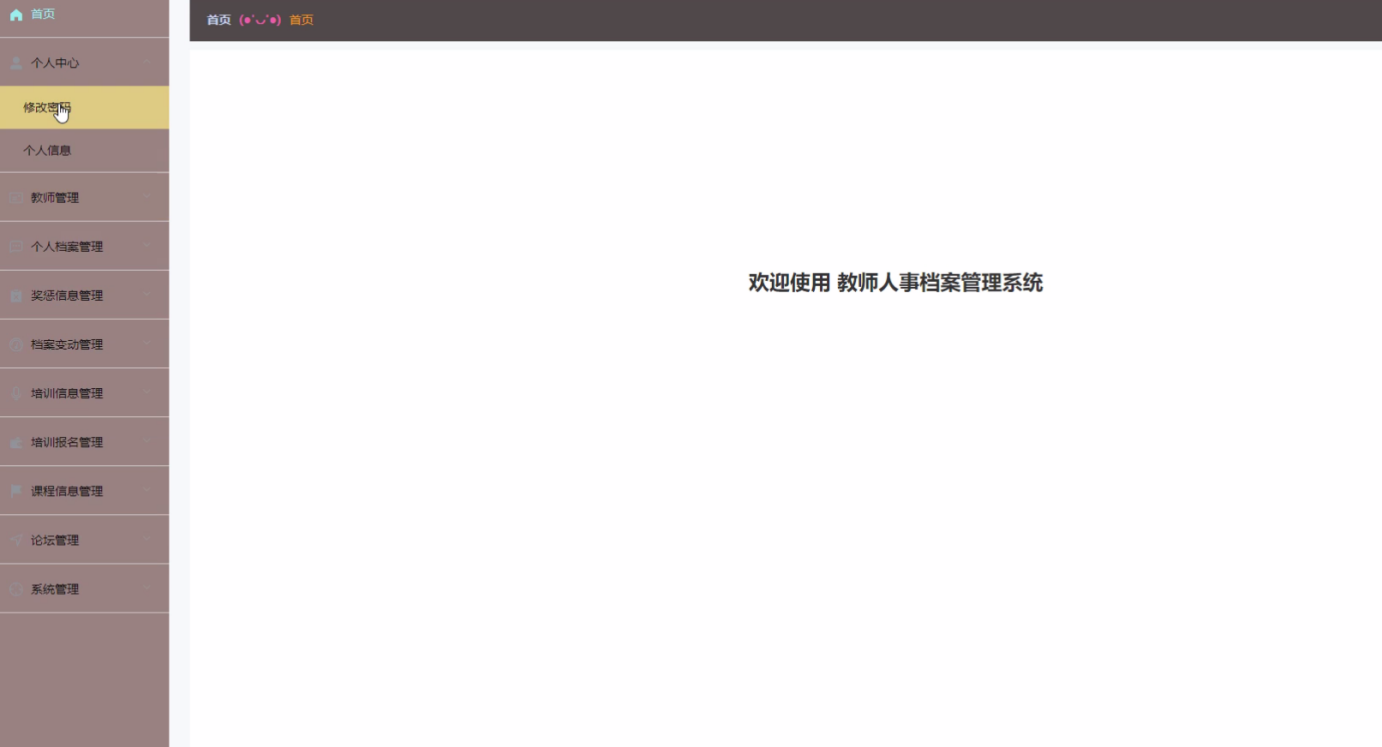 首页
个人中心
修改密码
个人信息
教师管理
个人档案管理
奖惩信息管理
档案变动管理
培训信息管理
培训报名管理
课程信息管理
论坛管理
系统管理
首页 (●'◡'●) 首页
欢迎使用 教师人事档案管理系统